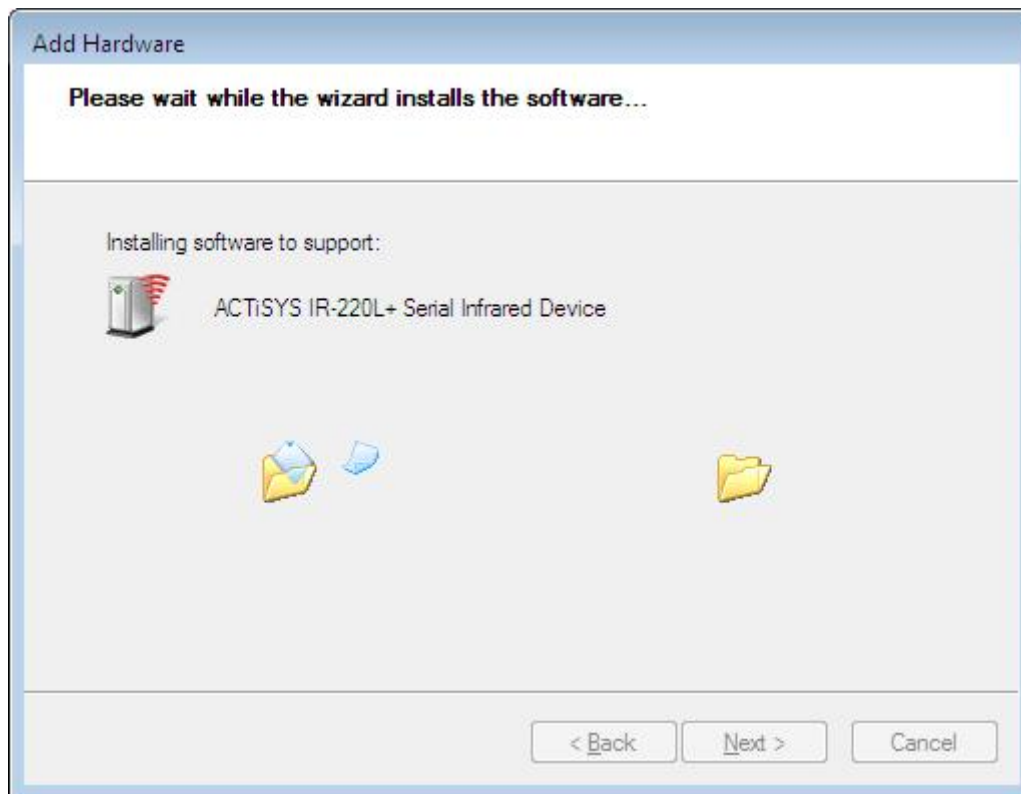 Add Hardware
Please wait while the wizard installs the software...
Installing software to support:
ACTiSYS IR-220L+ Serial Infrared Device
< Back Next > Cancel